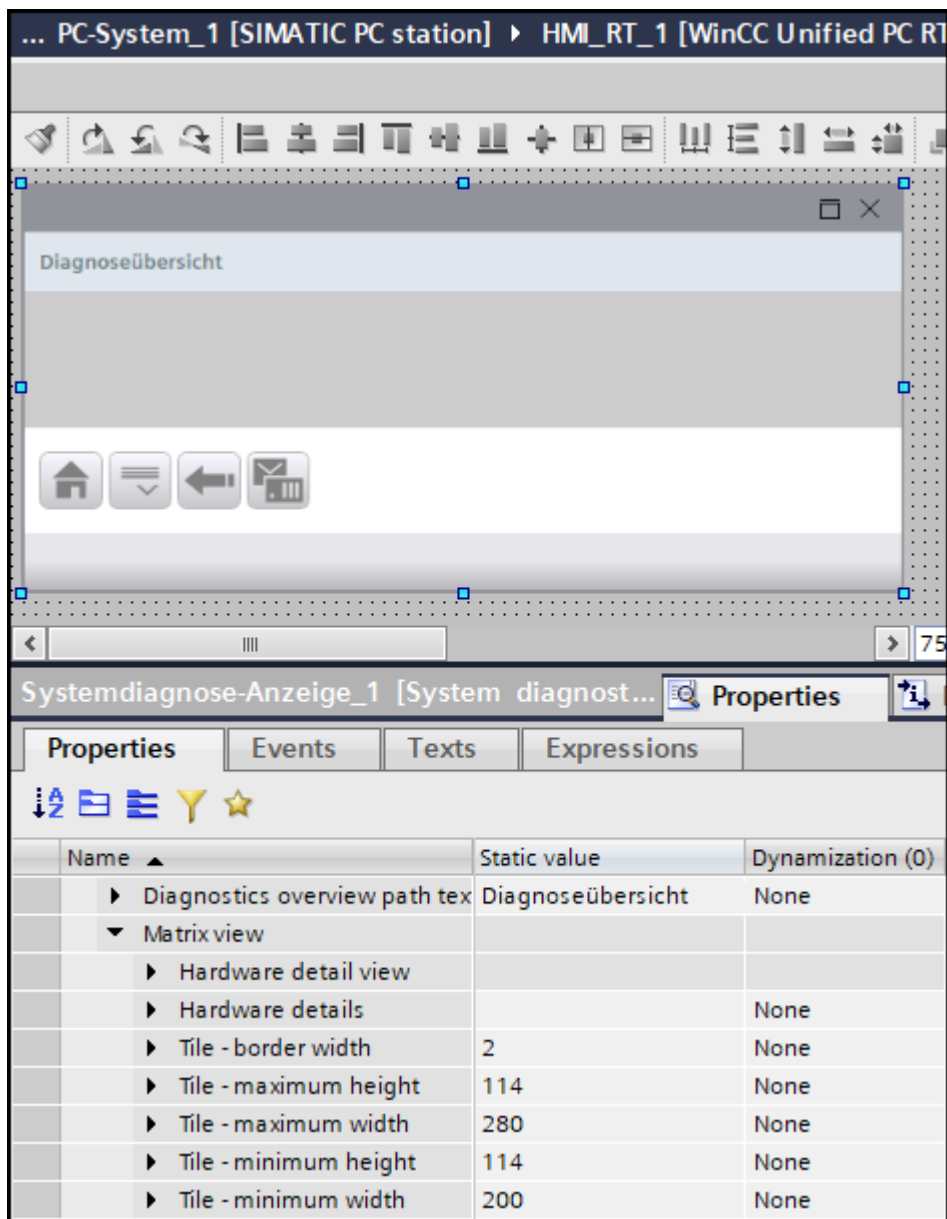 ... PC-System_1 [SIMATIC PC station] ▸ HMI_RT_1 [WinCC Unified PC RT
Diagnoseübersicht
75
Systemdiagnose-Anzeige_1 [System diagnost... Properties
Properties Events Texts Expressions
Name Static value Dynamization (0)
Diagnostics overview path tex Diagnoseübersicht None
Matrix view
Hardware detail view
Hardware details None
Tile - border width 2 None
Tile - maximum height 114 None
Tile - maximum width 280 None
Tile - minimum height 114 None
Tile - minimum width 200 None